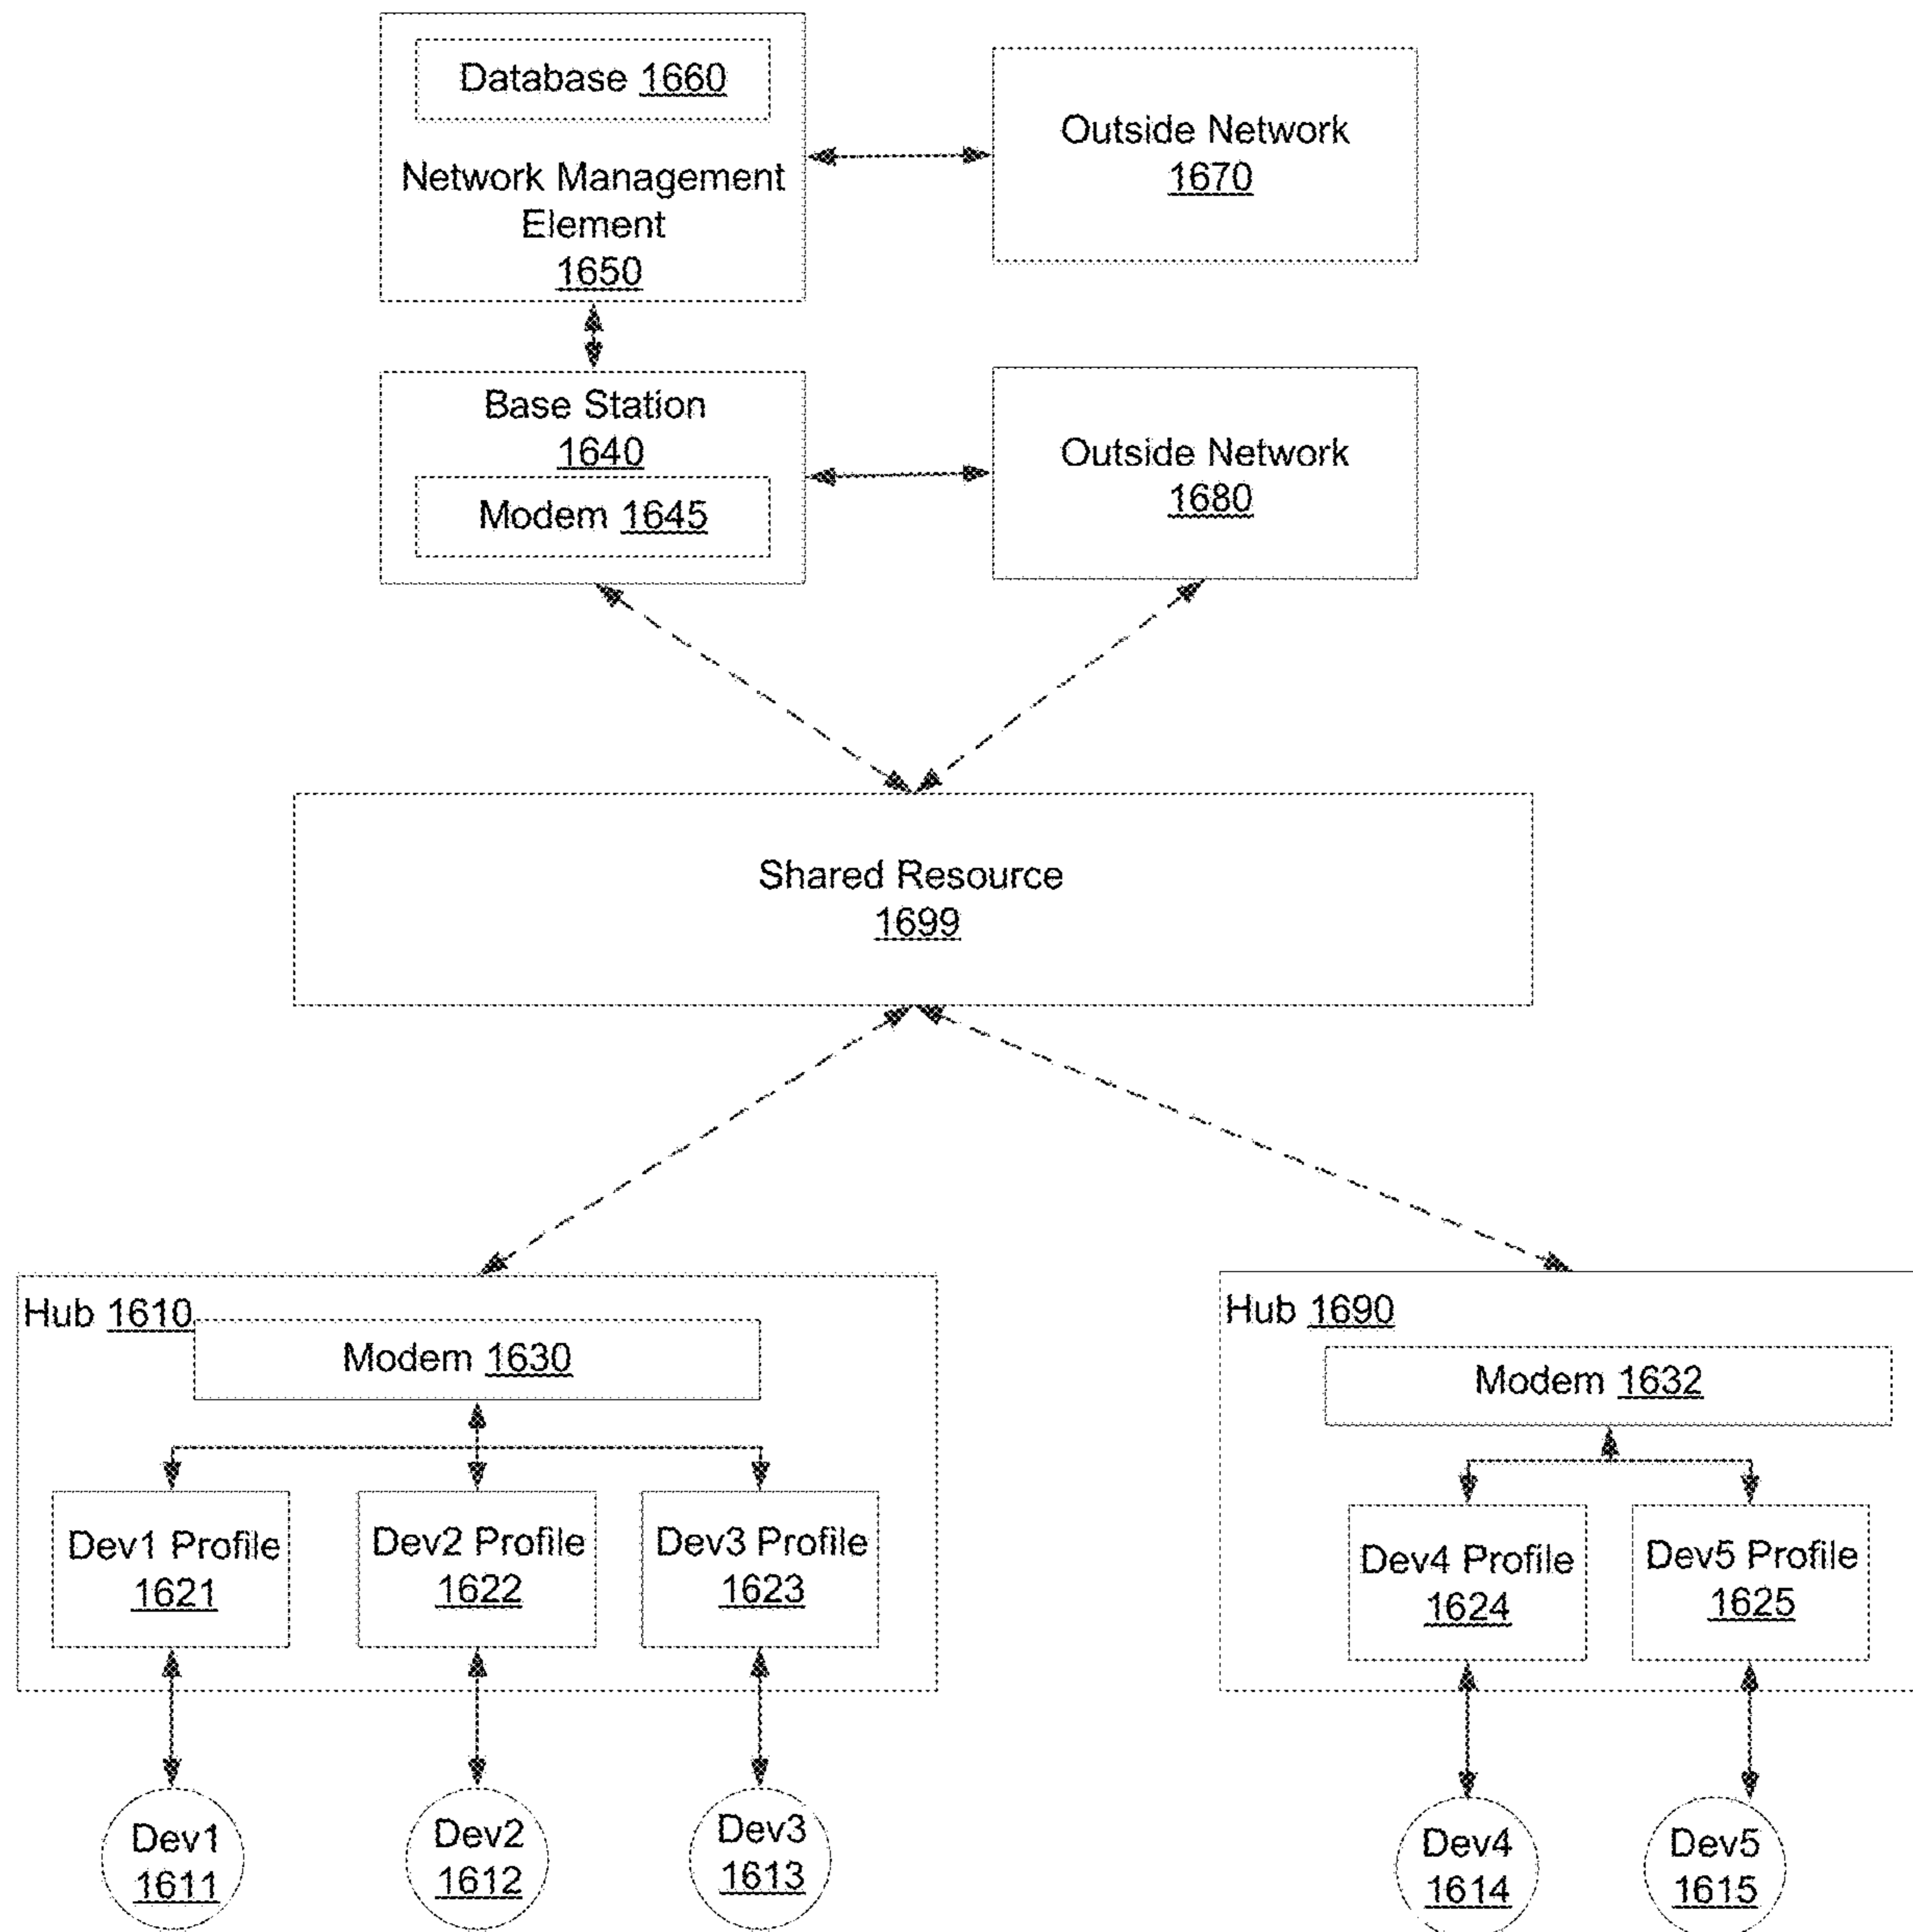 Database 1660
Network Management
Element
1650
Outside Network
1670
Base Station
1640
Modem 1645
Outside Network
1680
Shared Resource
1699
Hub 1610
Modem 1630
Dev1 Profile
1621
Dev2 Profile
1622
Dev3 Profile
1623
Dev1
1611
Dev2
1612
Dev3
1613
Hub 1690
Modem 1632
Dev4 Profile
1624
Dev5 Profile
1625
Dev4
1614
Dev5
1615